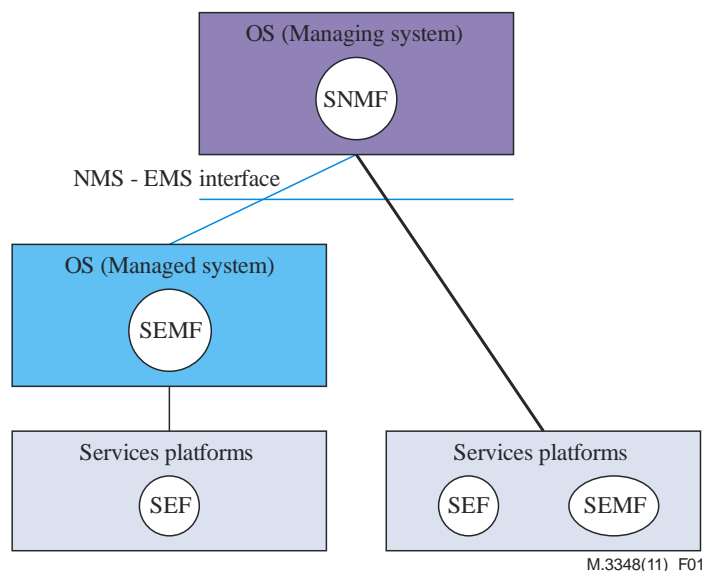 OS (Managing system)
SNMF
NMS - EMS interface
OS (Managed system)
SEMF
Services platforms
SEF
Services platforms
SEF
SEMF
M.3348(11)_F01